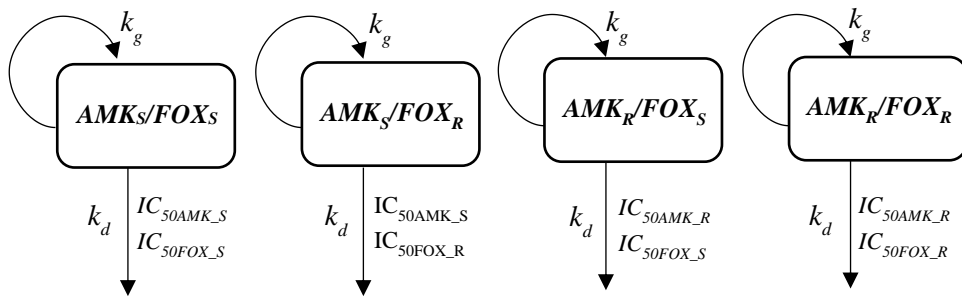 k_g
AMK_S/FOX_S
k_d
IC_50AMK_S
IC_50FOX_S
k_g
AMK_S/FOX_R
k_d
IC_50AMK_S
IC_50FOX_R
k_g
AMK_R/FOX_S
k_d
IC_50AMK_R
IC_50FOX_S
k_g
AMK_R/FOX_R
k_d
IC_50AMK_R
IC_50FOX_R